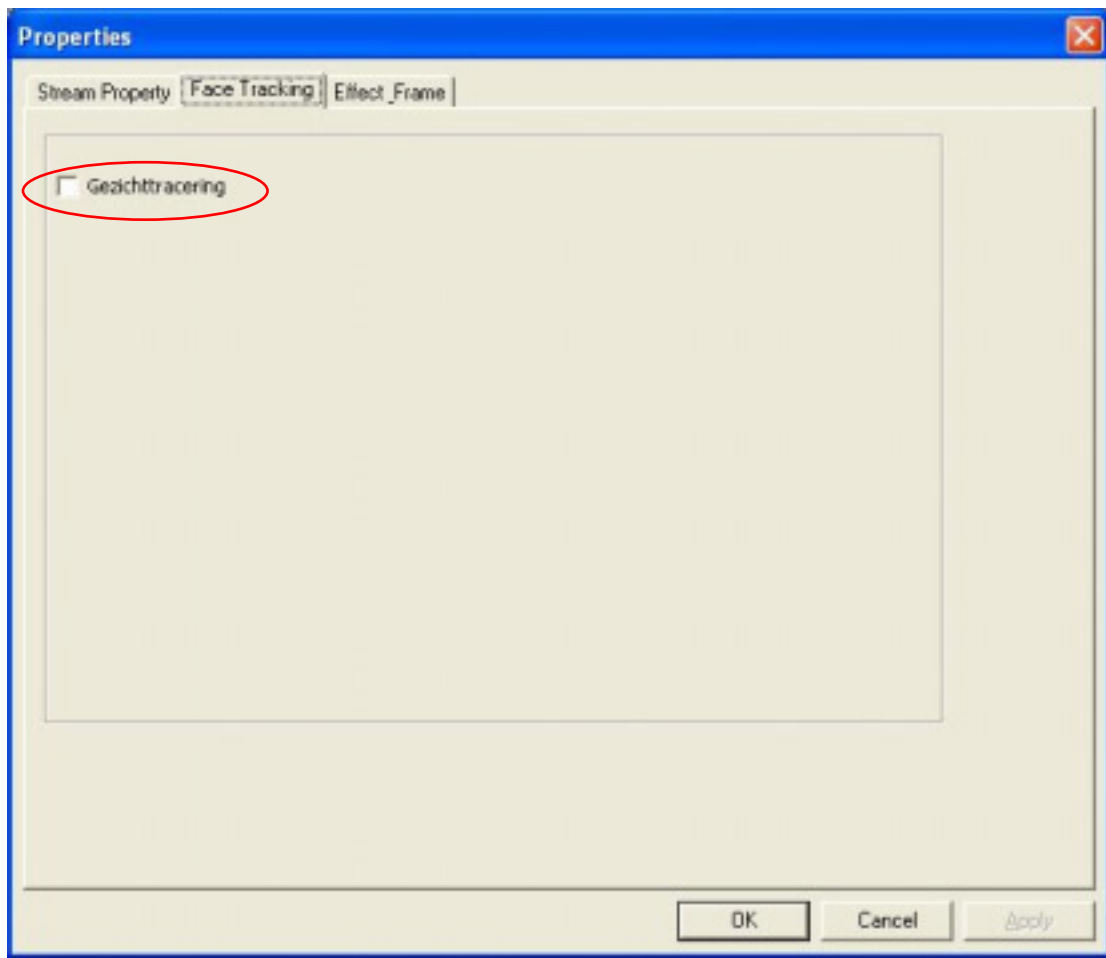 Properties
Stream Property Face Tracking Effect_Frame
Gezichttracering
OK Cancel Apply